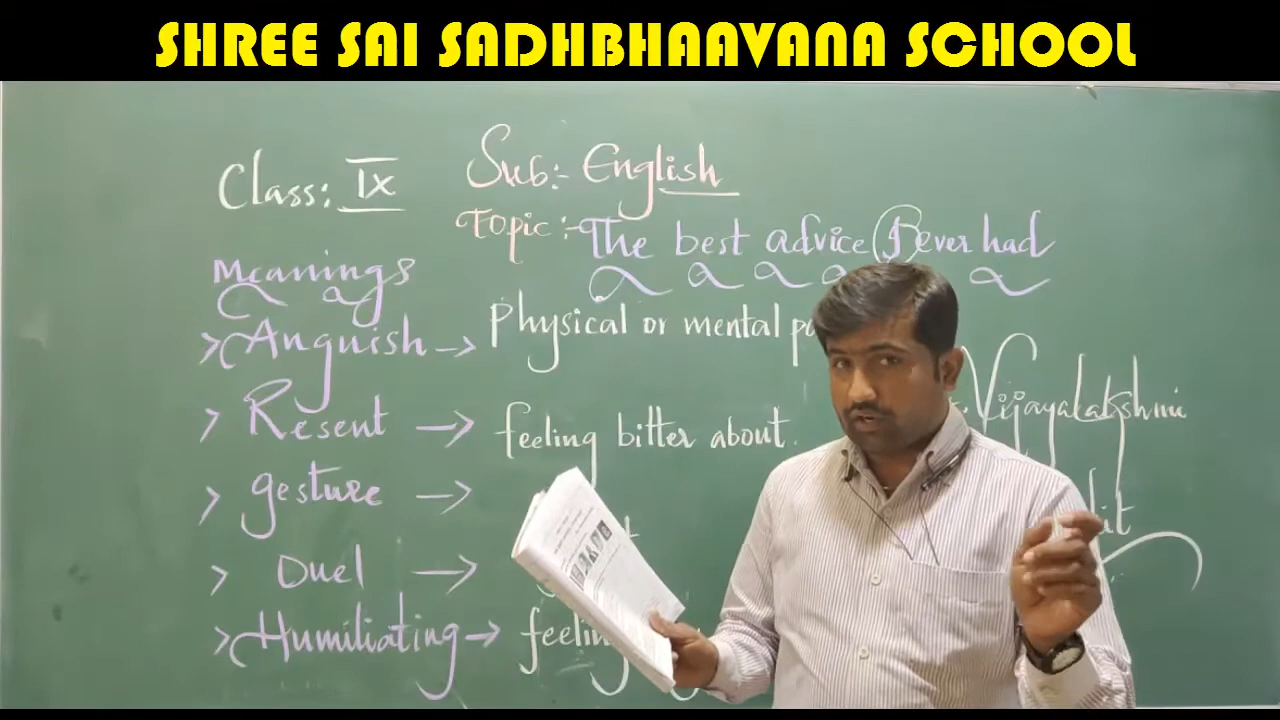 SHREE SAI SADHBHAAVANA SCHOOL
Class: IX
Sub:- English
Topic:- The best advice I ever had
Meanings
> Anguish → Physical or mental
> Resent → feeling bitter about.
Vijayalakshmi
> gesture →
> Duel →
> Humiliating → feeling